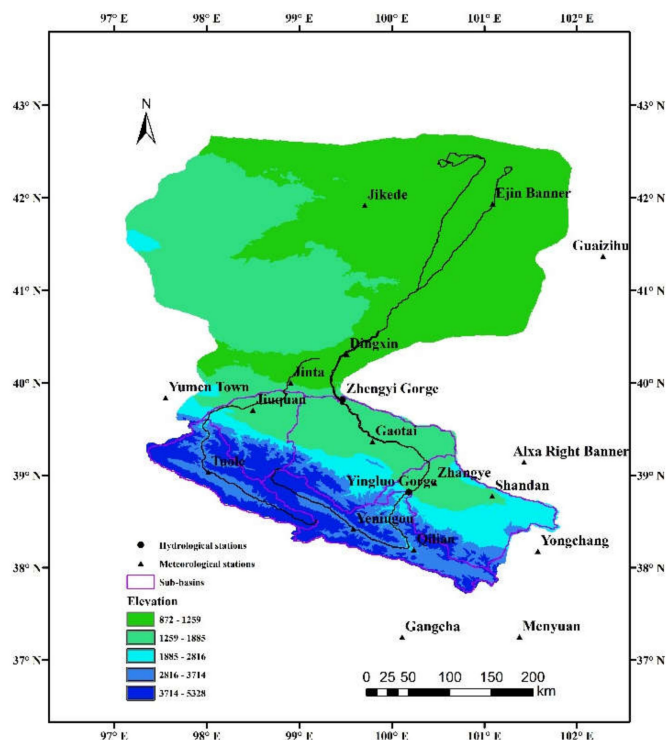 97° E 98° E 99° E 100° E 101° E 102° E
43° N
43° N
N
42° N
42° N
Jikede
Ejin Banner
Guaizihu
41° N
41° N
Dingxin
40° N
40° N
Jinta
Yumen Town
Zhengyi Gorge
Jiuquan
Gaotai
Alxa Right Banner
39° N
39° N
Tuole
Yingluo Gorge
Zhangye
Shandan
Yeniugou
Qilian
Yongchang
38° N
38° N
Hydrological stations
Meteorological stations
Sub-basins
Elevation
872 - 1259
1259 - 1885
1885 - 2816
2816 - 3714
3714 - 5328
Gangcha
Menyuan
37° N
37° N
0 25 50 100 150 200
km
97° E 98° E 99° E 100° E 101° E 102° E